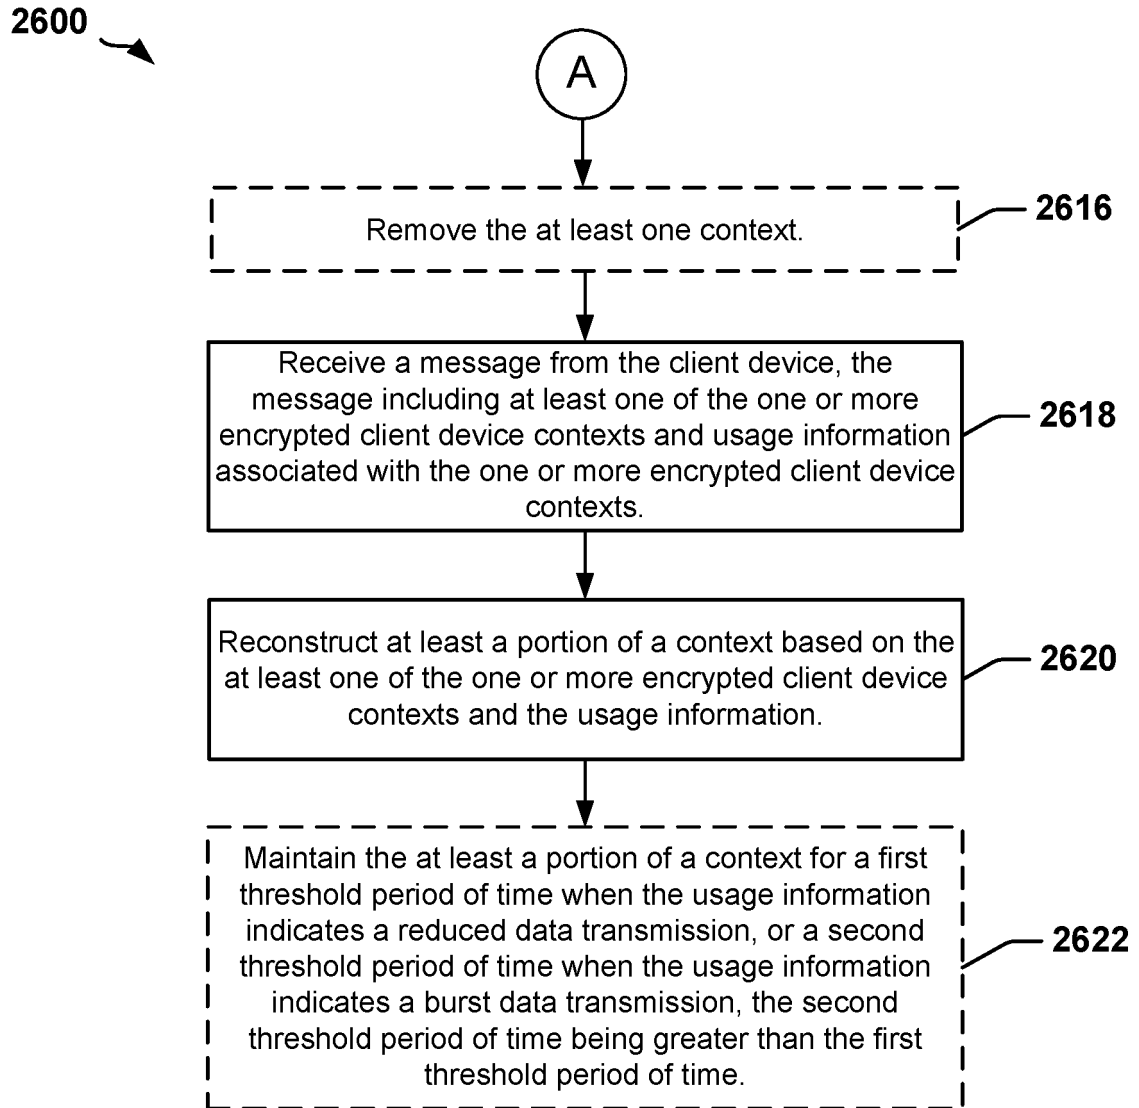 2600
A
Remove the at least one context.
2616
Receive a message from the client device, the
message including at least one of the one or more
encrypted client device contexts and usage information
associated with the one or more encrypted client device
contexts.
2618
Reconstruct at least a portion of a context based on the
at least one of the one or more encrypted client device
contexts and the usage information.
2620
Maintain the at least a portion of a context for a first
threshold period of time when the usage information
indicates a reduced data transmission, or a second
threshold period of time when the usage information
indicates a burst data transmission, the second
threshold period of time being greater than the first
threshold period of time.
2622